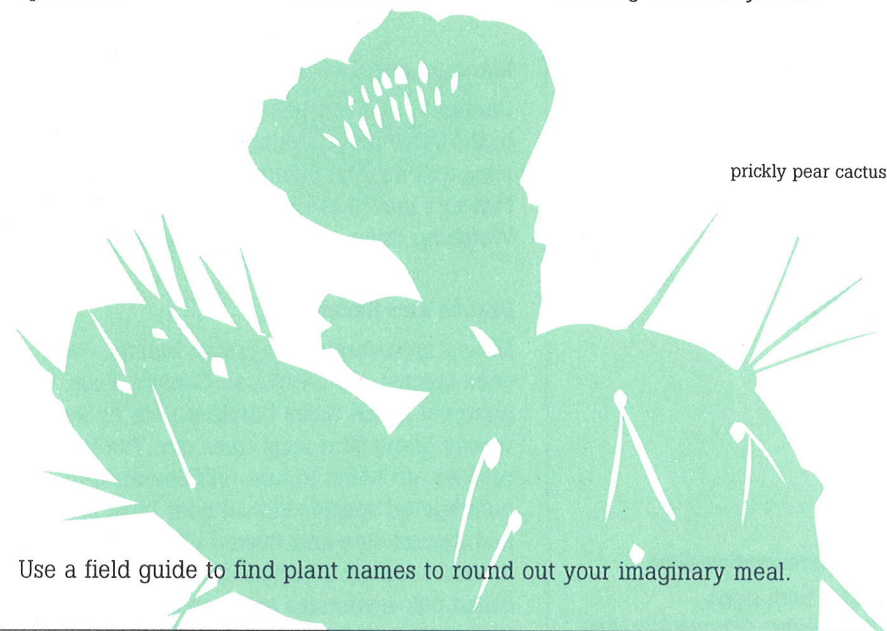 prickly pear cactus
Use a field guide to find plant names to round out your imaginary meal.